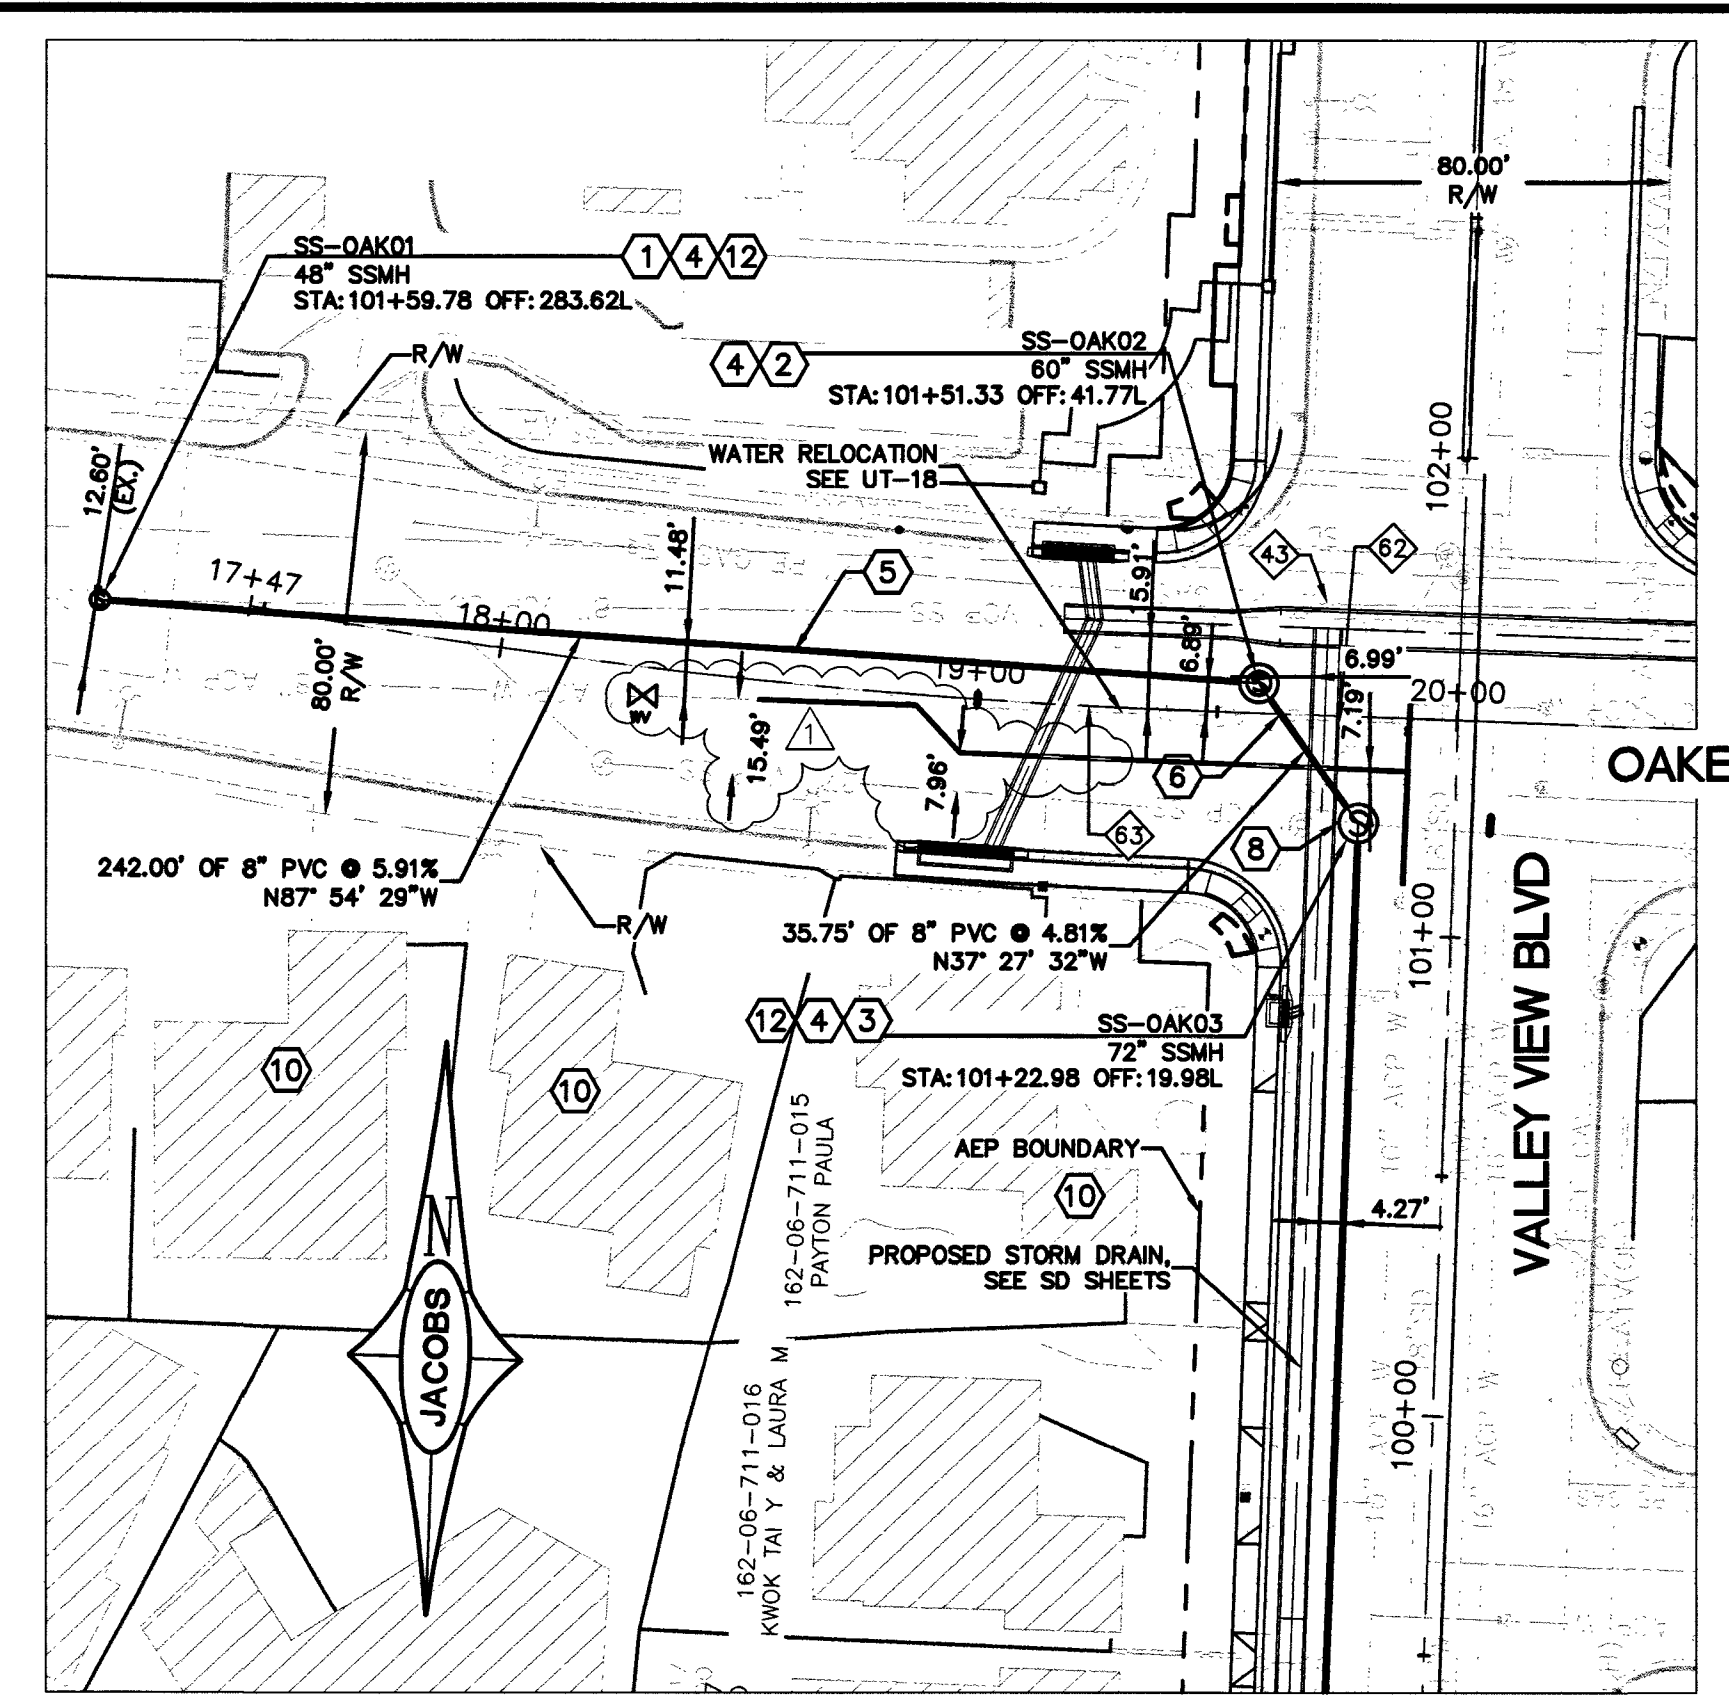 80.00'
R/W
SS-OAK01
48" SSMH
STA:101+59.78 OFF:283.62L
1 4 12
R/W
4 2
SS-OAK02
60" SSMH
STA:101+51.33 OFF:41.77L
WATER RELOCATION
SEE UT-18
12.60'
(EX.)
102+00
17+47
18+00
11.48'
5
15.91'
43
62
6.89'
6.99'
19+00
20+00
7.19'
80.00'
R/W
WV
1
15.49'
7.96'
6
63
8
OAKE
242.00' OF 8" PVC @ 5.91%
N87° 54' 29"W
R/W
35.75' OF 8" PVC @ 4.81%
N37° 27' 32"W
101+00
VALLEY VIEW BLVD
12 4 3
SS-OAK03
72" SSMH
STA:101+22.98 OFF:19.98L
10
10
162-06-711-015
PAYTON PAULA
AEP BOUNDARY
10
4.27'
PROPOSED STORM DRAIN,
SEE SD SHEETS
N
JACOBS
162-06-711-016
KWOK TAI Y & LAURA M
100+00